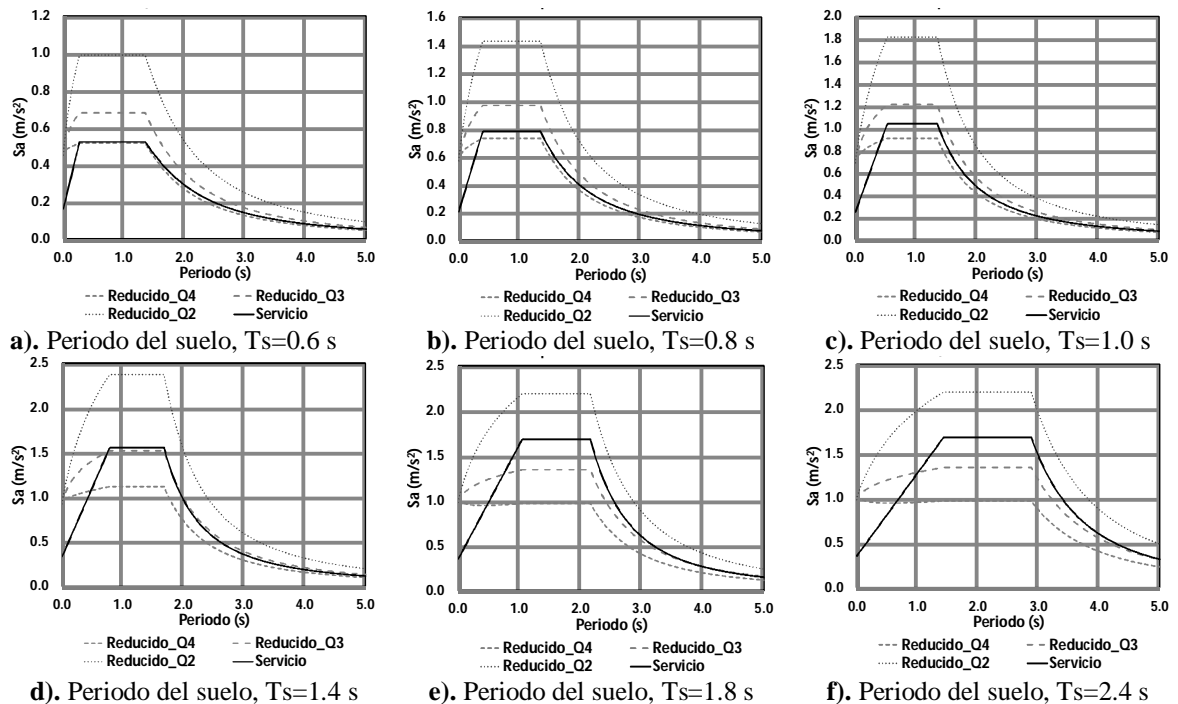 1.2
1.0
0.8
0.6
0.4
0.2
0.0
Sa (m/s²)
0.0 1.0 2.0 3.0 4.0 5.0
Periodo (s)
Reducido_Q4 Reducido_Q3
Reducido_Q2 Servicio
a). Periodo del suelo, Ts=0.6 s
1.6
1.4
1.2
1.0
0.8
0.6
0.4
0.2
0.0
Sa (m/s²)
0.0 1.0 2.0 3.0 4.0 5.0
Periodo (s)
Reducido_Q4 Reducido_Q3
Reducido_Q2 Servicio
b). Periodo del suelo, Ts=0.8 s
2.0
1.8
1.6
1.4
1.2
1.0
0.8
0.6
0.4
0.2
0.0
Sa (m/s²)
0.0 1.0 2.0 3.0 4.0 5.0
Periodo (s)
Reducido_Q4 Reducido_Q3
Reducido_Q2 Servicio
c). Periodo del suelo, Ts=1.0 s
2.5
2.0
1.5
1.0
0.5
0.0
Sa (m/s²)
0.0 1.0 2.0 3.0 4.0 5.0
Periodo (s)
Reducido_Q4 Reducido_Q3
Reducido_Q2 Servicio
d). Periodo del suelo, Ts=1.4 s
2.5
2.0
1.5
1.0
0.5
0.0
Sa (m/s²)
0.0 1.0 2.0 3.0 4.0 5.0
Periodo (s)
Reducido_Q4 Reducido_Q3
Reducido_Q2 Servicio
e). Periodo del suelo, Ts=1.8 s
2.5
2.0
1.5
1.0
0.5
0.0
Sa (m/s²)
0.0 1.0 2.0 3.0 4.0 5.0
Periodo (s)
Reducido_Q4 Reducido_Q3
Reducido_Q2 Servicio
f). Periodo del suelo, Ts=2.4 s